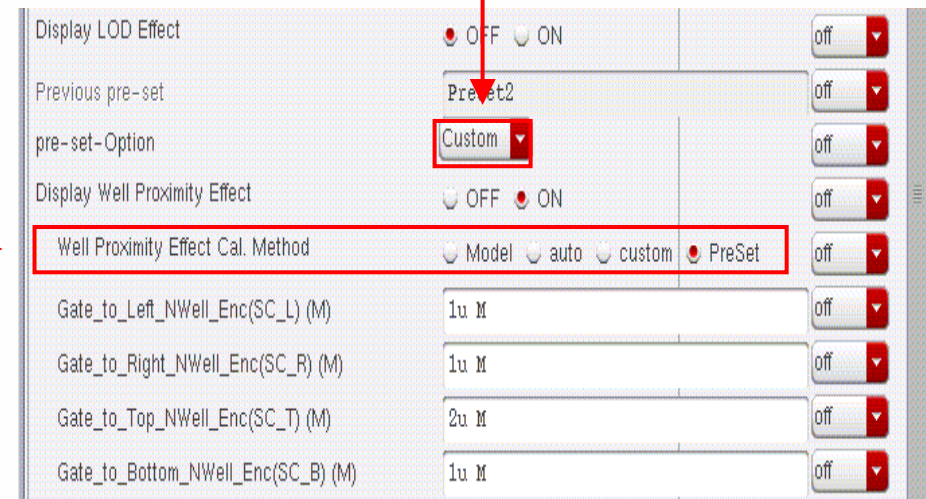 Display LOD Effect OFF ON off
Previous pre-set Preset2 off
pre-set-Option Custom off
Display Well Proximity Effect OFF ON off
Well Proximity Effect Cal. Method Model auto custom PreSet off
Gate_to_Left_NWell_Enc(SC_L) (M) 1u M off
Gate_to_Right_NWell_Enc(SC_R) (M) 1u M off
Gate_to_Top_NWell_Enc(SC_T) (M) 2u M off
Gate_to_Bottom_NWell_Enc(SC_B) (M) 1u M off